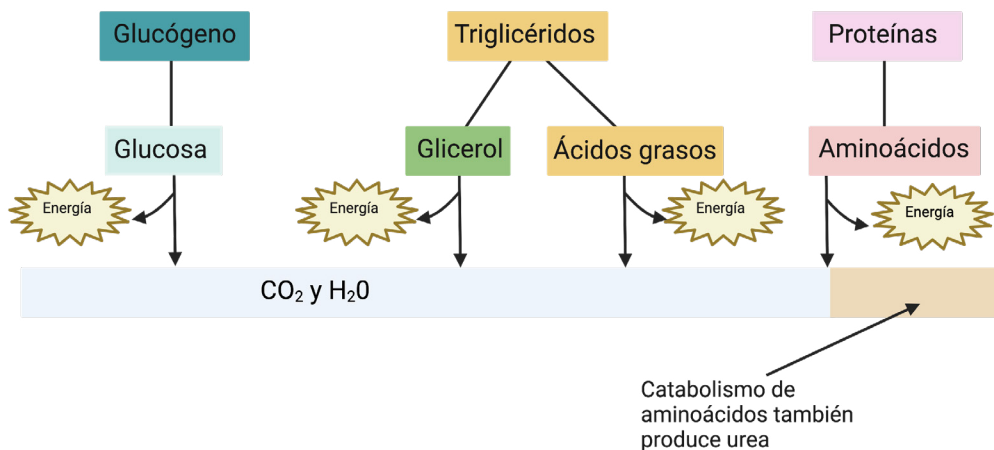 Glucógeno
Triglicéridos
Proteínas
Glucosa
Glicerol
Ácidos grasos
Aminoácidos
Energía
Energía
Energía
Energía
CO₂ y H₂0
Catabolismo de
aminoácidos también
produce urea